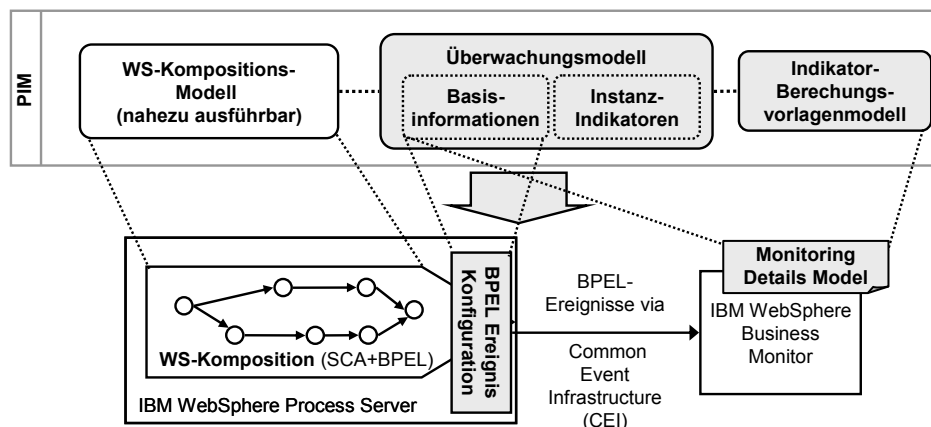 PIM
WS-Kompositions-
Modell
(nahezu ausführbar)
Überwachungsmodell
Basis-
informationen
Instanz-
Indikatoren
Indikator-
Berechungs-
vorlagenmodell
WS-Komposition (SCA+BPEL)
IBM WebSphere Process Server
BPEL Ereignis
Konfiguration
BPEL-
Ereignisse via
Common
Event
Infrastructure
(CEI)
Monitoring
Details Model
IBM WebSphere
Business
Monitor